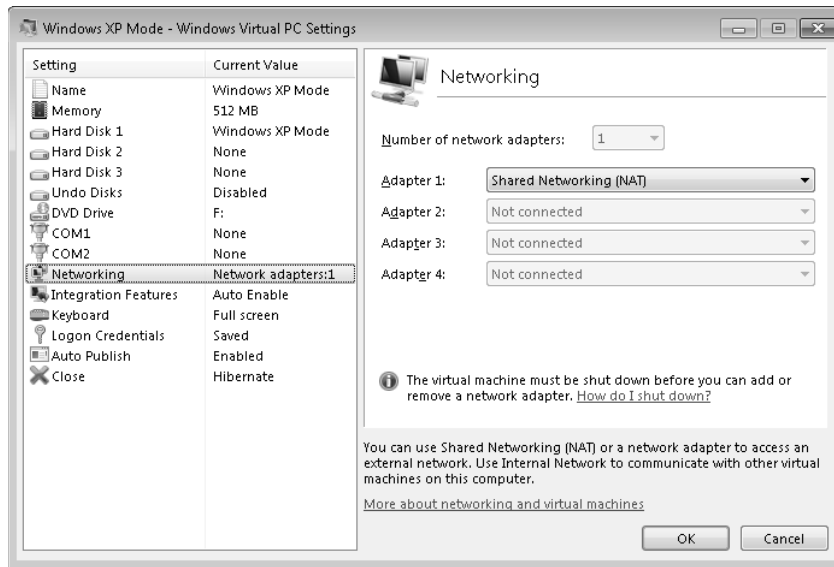 Windows XP Mode - Windows Virtual PC Settings
Setting Current Value
Name Windows XP Mode
Memory 512 MB
Hard Disk 1 Windows XP Mode
Hard Disk 2 None
Hard Disk 3 None
Undo Disks Disabled
DVD Drive F:
COM1 None
COM2 None
Networking Network adapters:1
Integration Features Auto Enable
Keyboard Full screen
Logon Credentials Saved
Auto Publish Enabled
Close Hibernate
Networking
Number of network adapters: 1
Adapter 1: Shared Networking (NAT)
Adapter 2: Not connected
Adapter 3: Not connected
Adapter 4: Not connected
The virtual machine must be shut down before you can add or
remove a network adapter. How do I shut down?
You can use Shared Networking (NAT) or a network adapter to access an
external network. Use Internal Network to communicate with other virtual
machines on this computer.
More about networking and virtual machines
OK Cancel